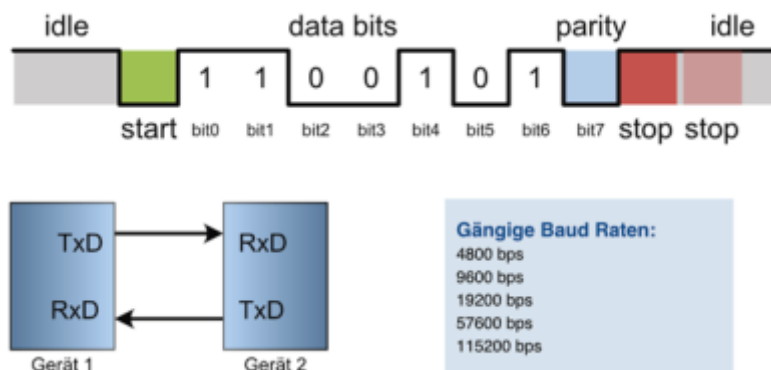 idle data bits parity idle
1 1 0 0 1 0 1
start bit0 bit1 bit2 bit3 bit4 bit5 bit6 bit7 stop stop
TxD RxD
RxD TxD
Gerät 1 Gerät 2
Gängige Baud Raten:
4800 bps
9600 bps
19200 bps
57600 bps
115200 bps